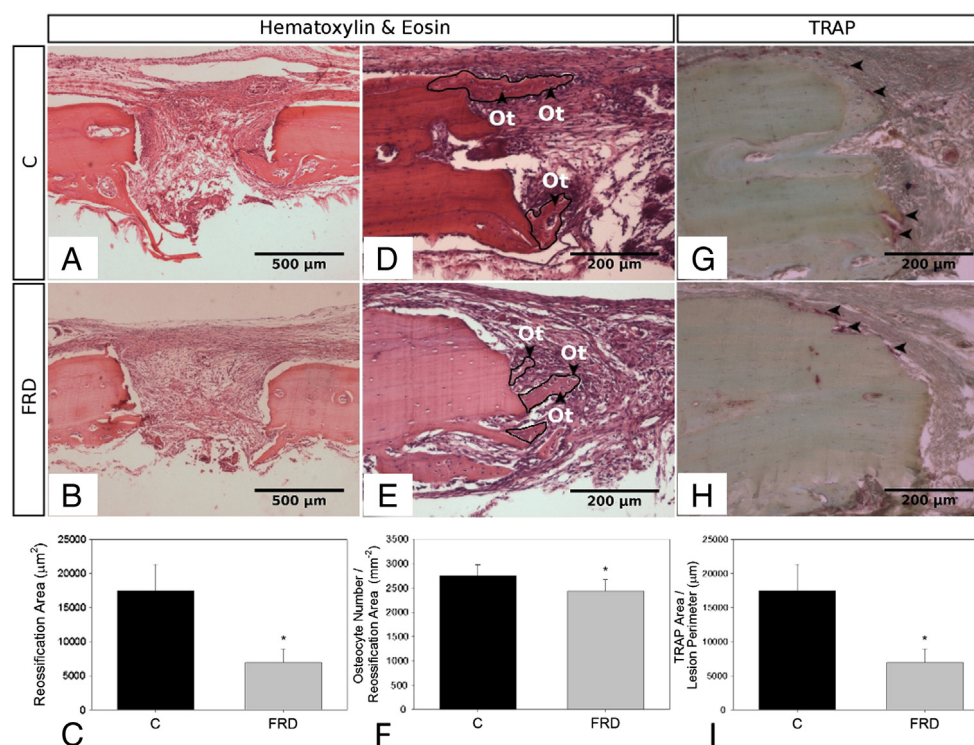 Hematoxylin & Eosin
TRAP
C
A
500 µm
Ot
Ot
Ot
D
200 µm
G
200 µm
FRD
B
500 µm
Ot
Ot
Ot
E
200 µm
H
200 µm
Reossification Area (µm²)
25000
20000
15000
10000
5000
0
*
C
FRD
C
Osteocyte Number /
Reossification Area (mm⁻²)
3500
3000
2500
2000
1500
1000
500
0
*
C
FRD
F
TRAP Area /
Lesion Perimeter (µm)
25000
20000
15000
10000
5000
0
*
C
FRD
I